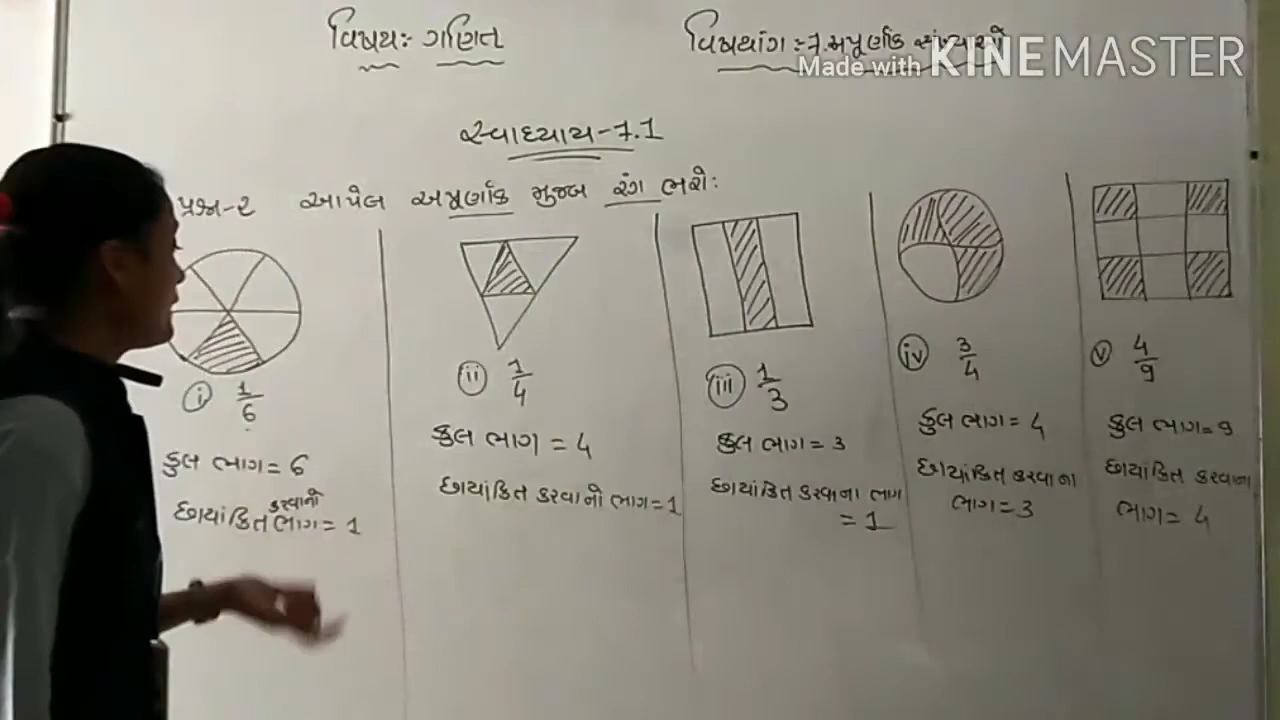 વિષય: ગણિત
વિષયાંગ :- 7. અપૂર્ણાંક સંખ્યાઓ
Made with KINEMASTER
સ્વાધ્યાય-7.1
પ્રશ્ન-2 આપેલ અપૂર્ણાંક મુજબ રંગ ભરો:
(i) 1/6
કુલ ભાગ = 6
છાયાંકિત કરવાનો ભાગ = 1
(ii) 1/4
કુલ ભાગ = 4
છાયાંકિત કરવાનો ભાગ = 1
(iii) 1/3
કુલ ભાગ = 3
છાયાંકિત કરવાના ભાગ
= 1
(iv) 3/4
કુલ ભાગ = 4
છાયાંકિત કરવાના
ભાગ = 3
(v) 4/9
કુલ ભાગ = 9
છાયાંકિત કરવાના
ભાગ = 4